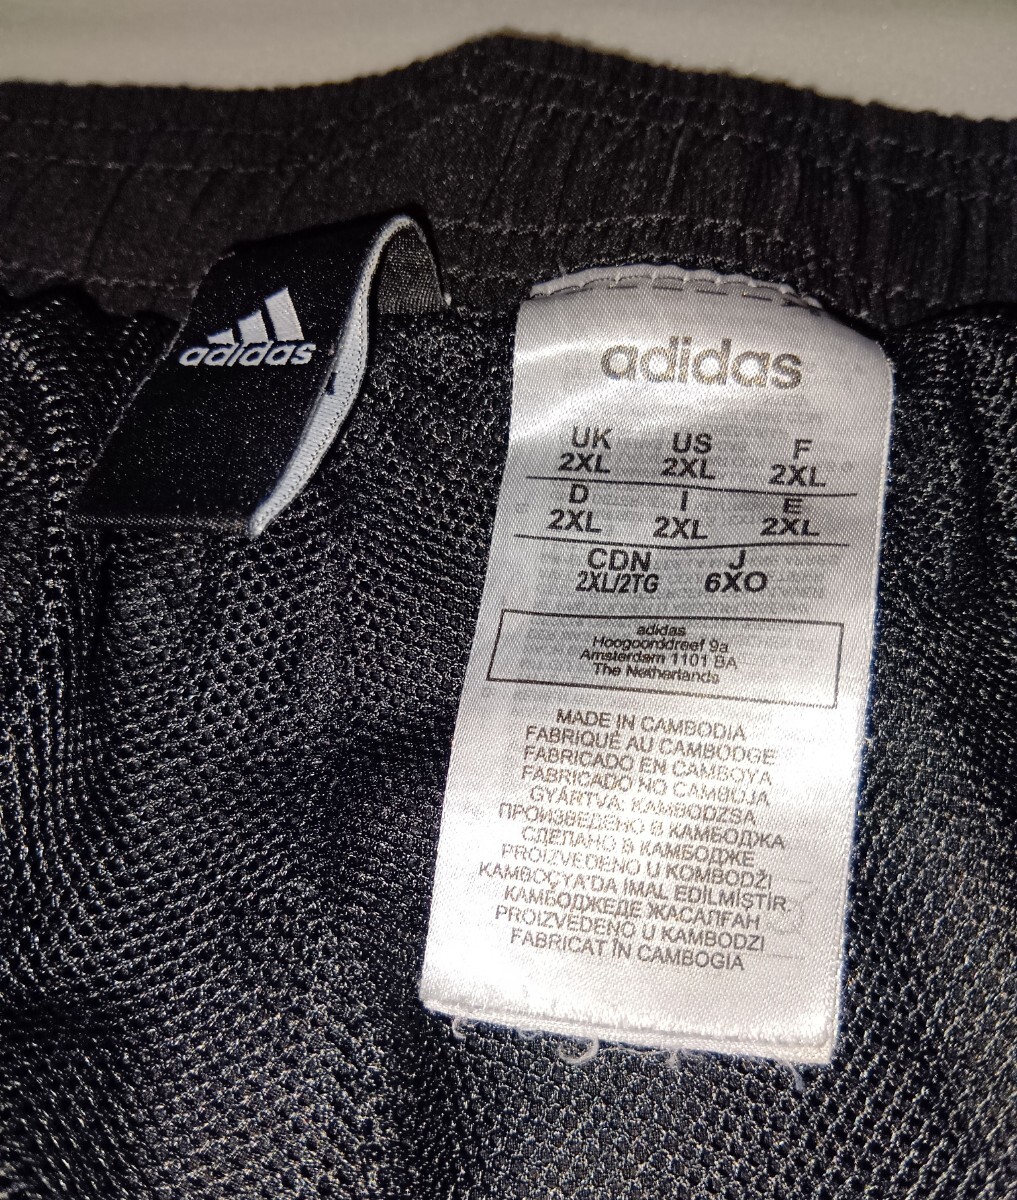 adidas
adidas
UK US F
2XL 2XL 2XL
D I E
2XL 2XL 2XL
CDN J
2XL/2TG 6XO
adidas
Hoogoorddreef 9a
Amsterdam 1101 BA
The Netherlands
MADE IN CAMBODIA
FABRIQUÉ AU CAMBODGE
FABRICADO EN CAMBOYA
FABRICADO NO CAMBOJA
GYÁRTVA: KAMBODZSA
ПРОИЗВЕДЕНО В КАМБОДЖА
СДЕЛАНО В КАМБОДЖЕ
PROIZVEDENO U KOMBODŽI
KAMBOÇYA'DA İMAL EDİLMİŞTİR.
КАМБОДЖЕДЕ ЖАСАЛҒАН
PROIZVEDENO U KAMBODZI
FABRICAT ÎN CAMBOGIA